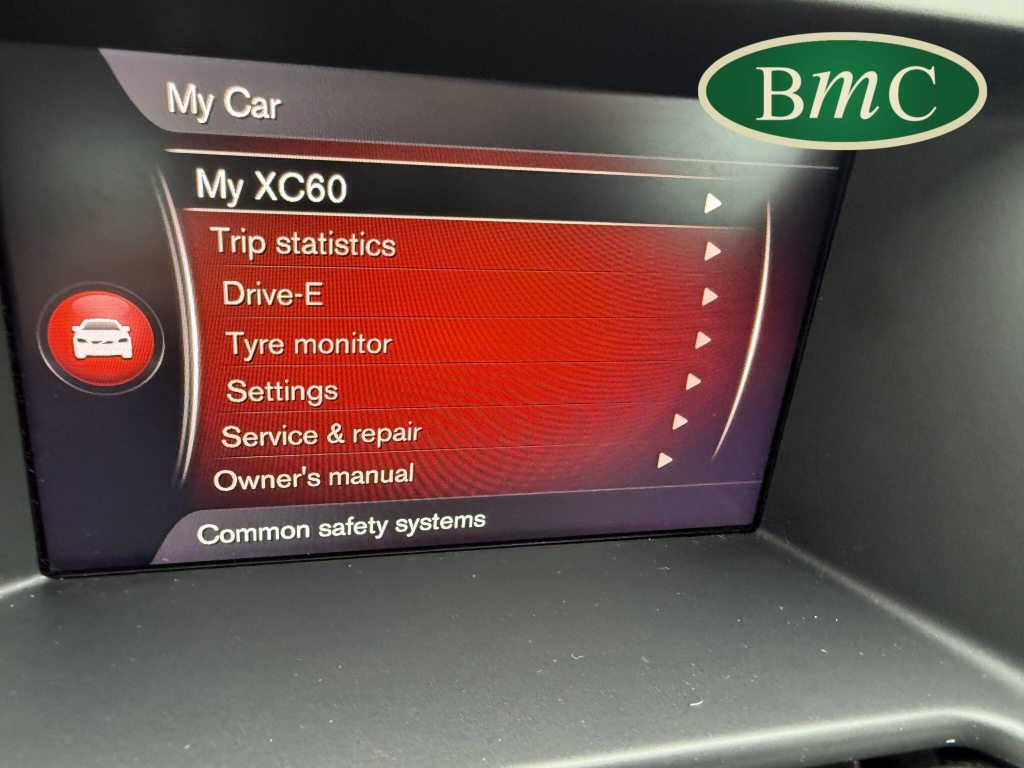 BmC
My Car
My XC60
Trip statistics
Drive-E
Tyre monitor
Settings
Service & repair
Owner's manual
Common safety systems